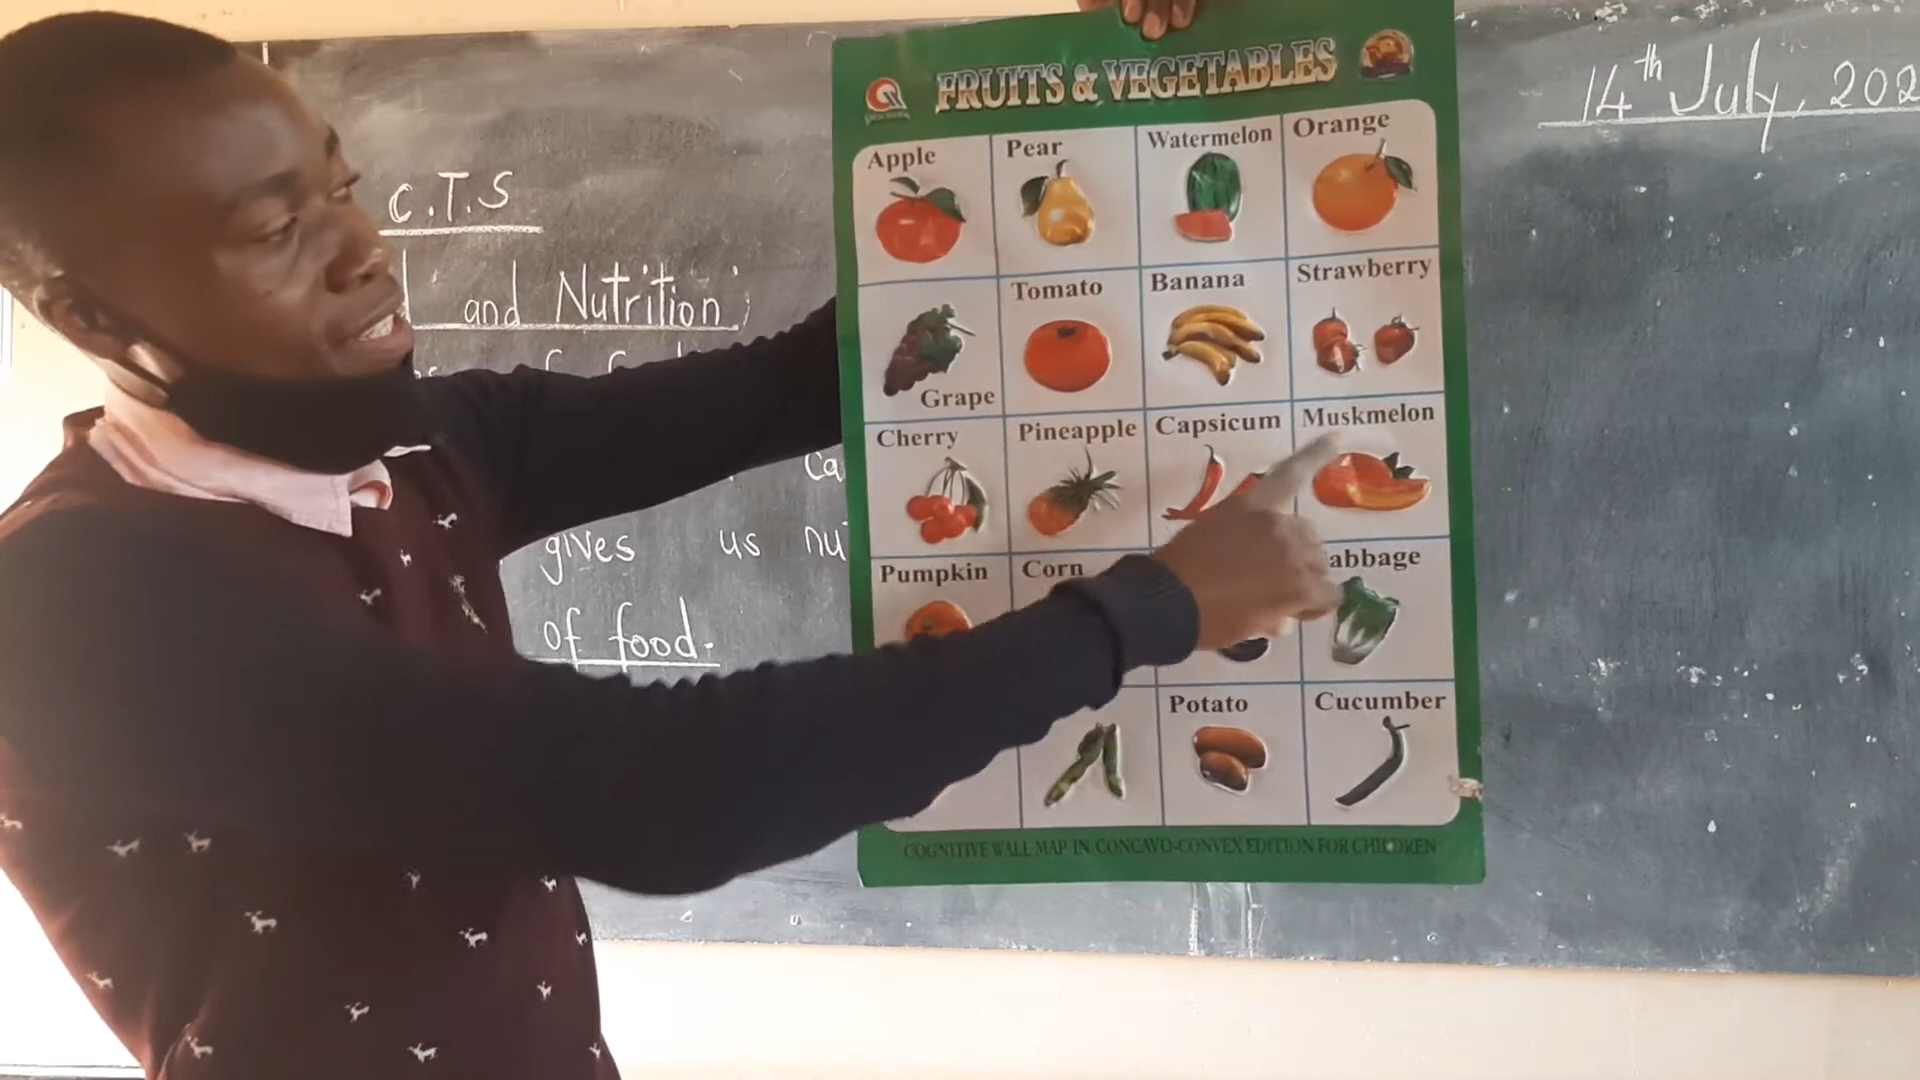 C.T.S
and Nutrition;
gives us
of food.
14th July, 202
FRUITS & VEGETABLES
Apple Pear Watermelon Orange
Grape Tomato Banana Strawberry
Cherry Pineapple Capsicum Muskmelon
Pumpkin Corn abbage
Potato Cucumber
COGNITIVE WALL MAP IN CONCAVO-CONVEX EDITION FOR CHILDREN